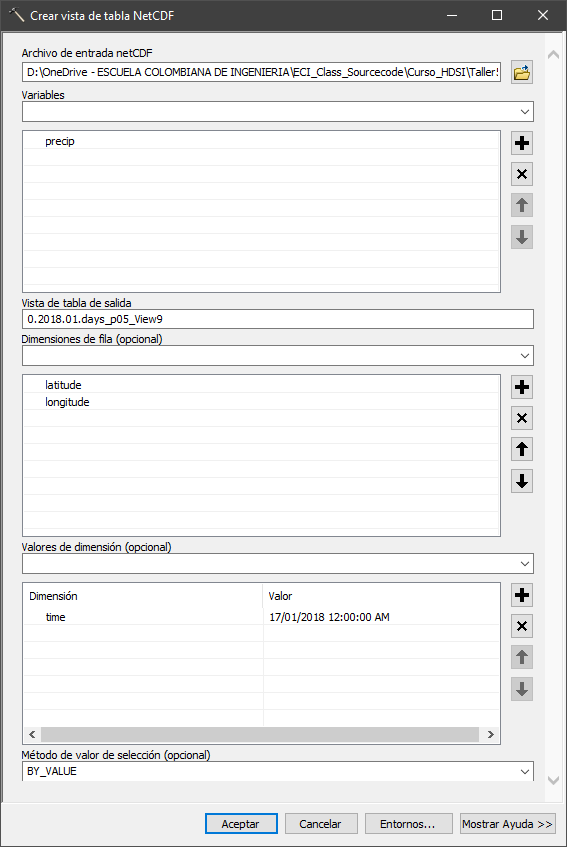 Crear vista de tabla NetCDF
Archivo de entrada netCDF
D:\OneDrive - ESCUELA COLOMBIANA DE INGENIERIA\ECI_Class_Sourcecode\Curso_HDSI\Taller
Variables
precip
Vista de tabla de salida
0.2018.01.days_p05_View9
Dimensiones de fila (opcional)
latitude
longitude
Valores de dimensión (opcional)
Dimensión Valor
time 17/01/2018 12:00:00 AM
Método de valor de selección (opcional)
BY_VALUE
Aceptar Cancelar Entornos... Mostrar Ayuda >>